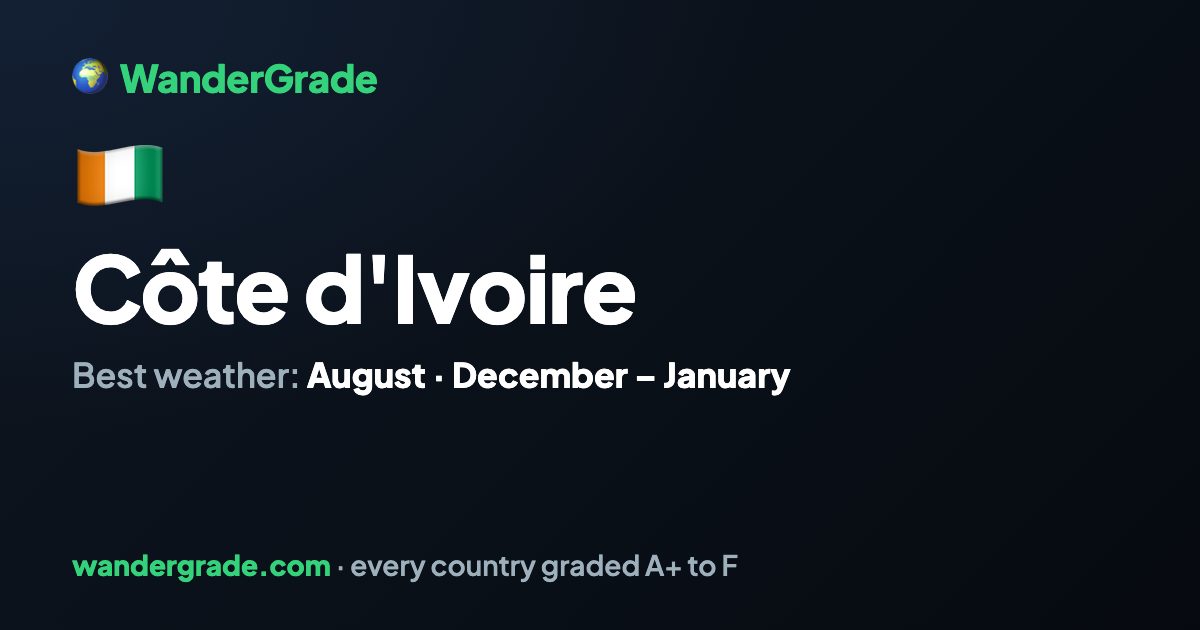 WanderGrade
Côte d'Ivoire
Best weather: August · December – January
wandergrade.com · every country graded A+ to F